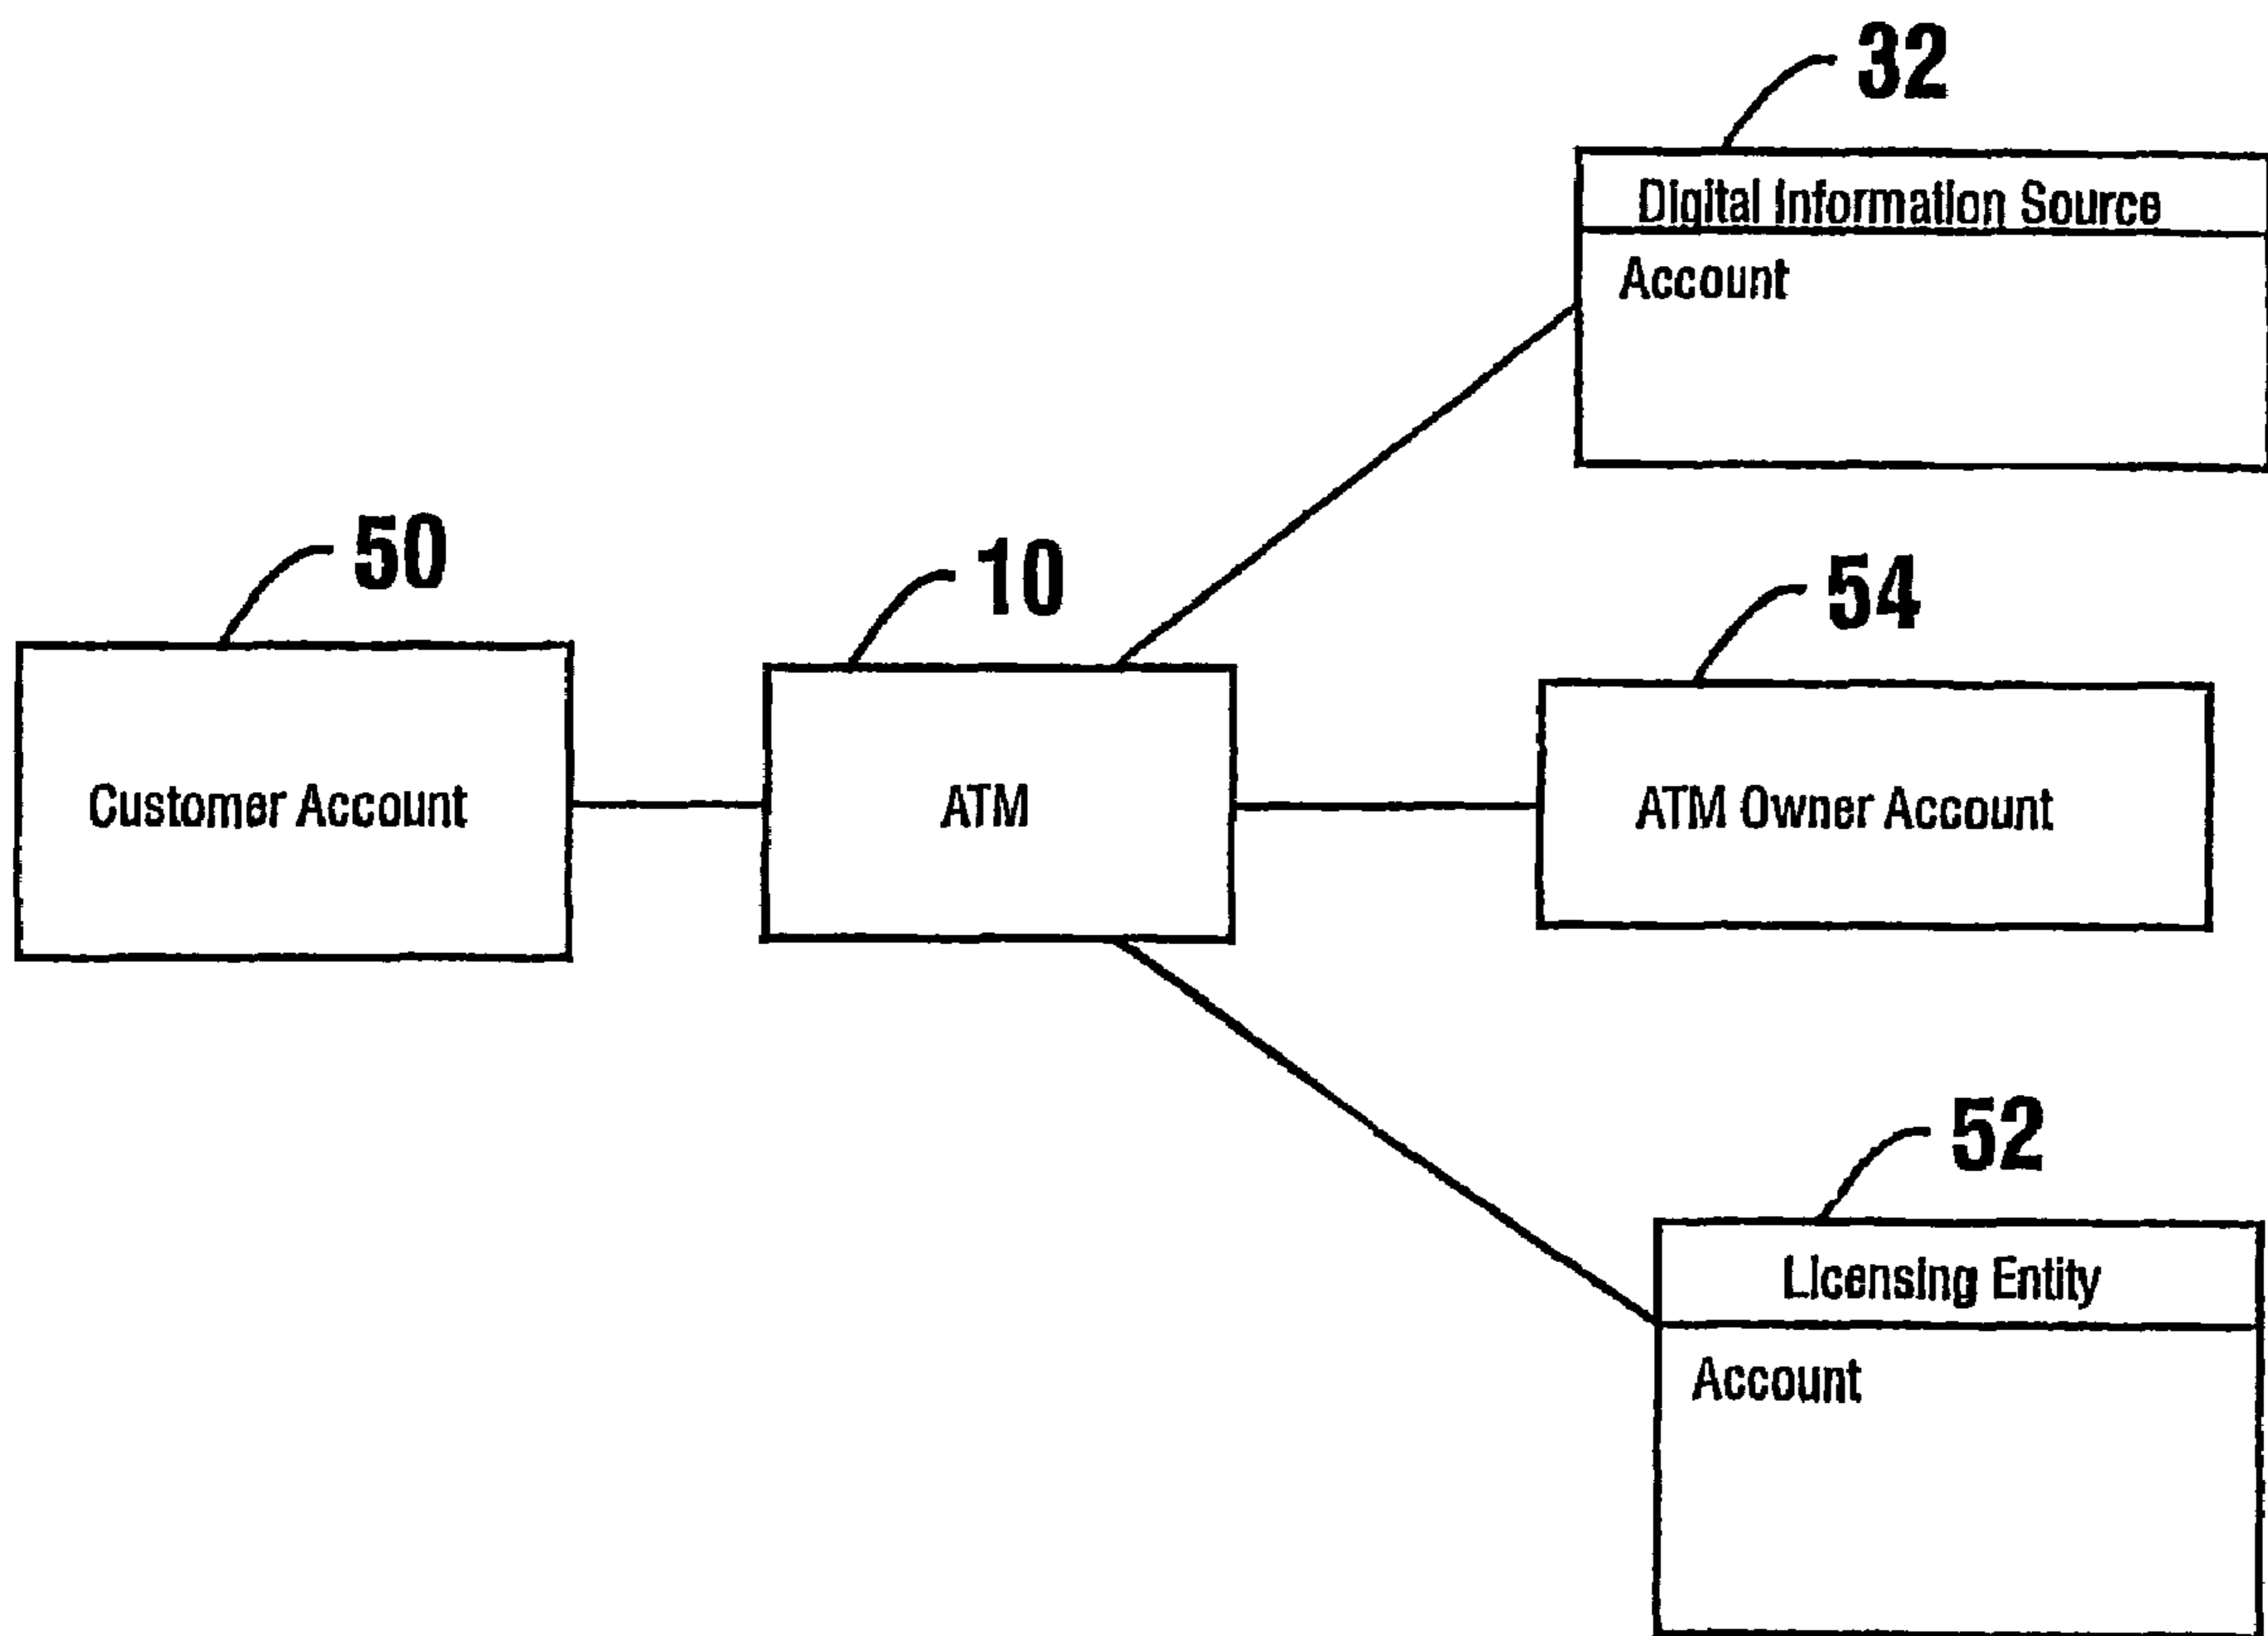 32
Digital Information Source
Account
50
10
54
Customer Account
ATM
ATM Owner Account
52
Licensing Entity
Account